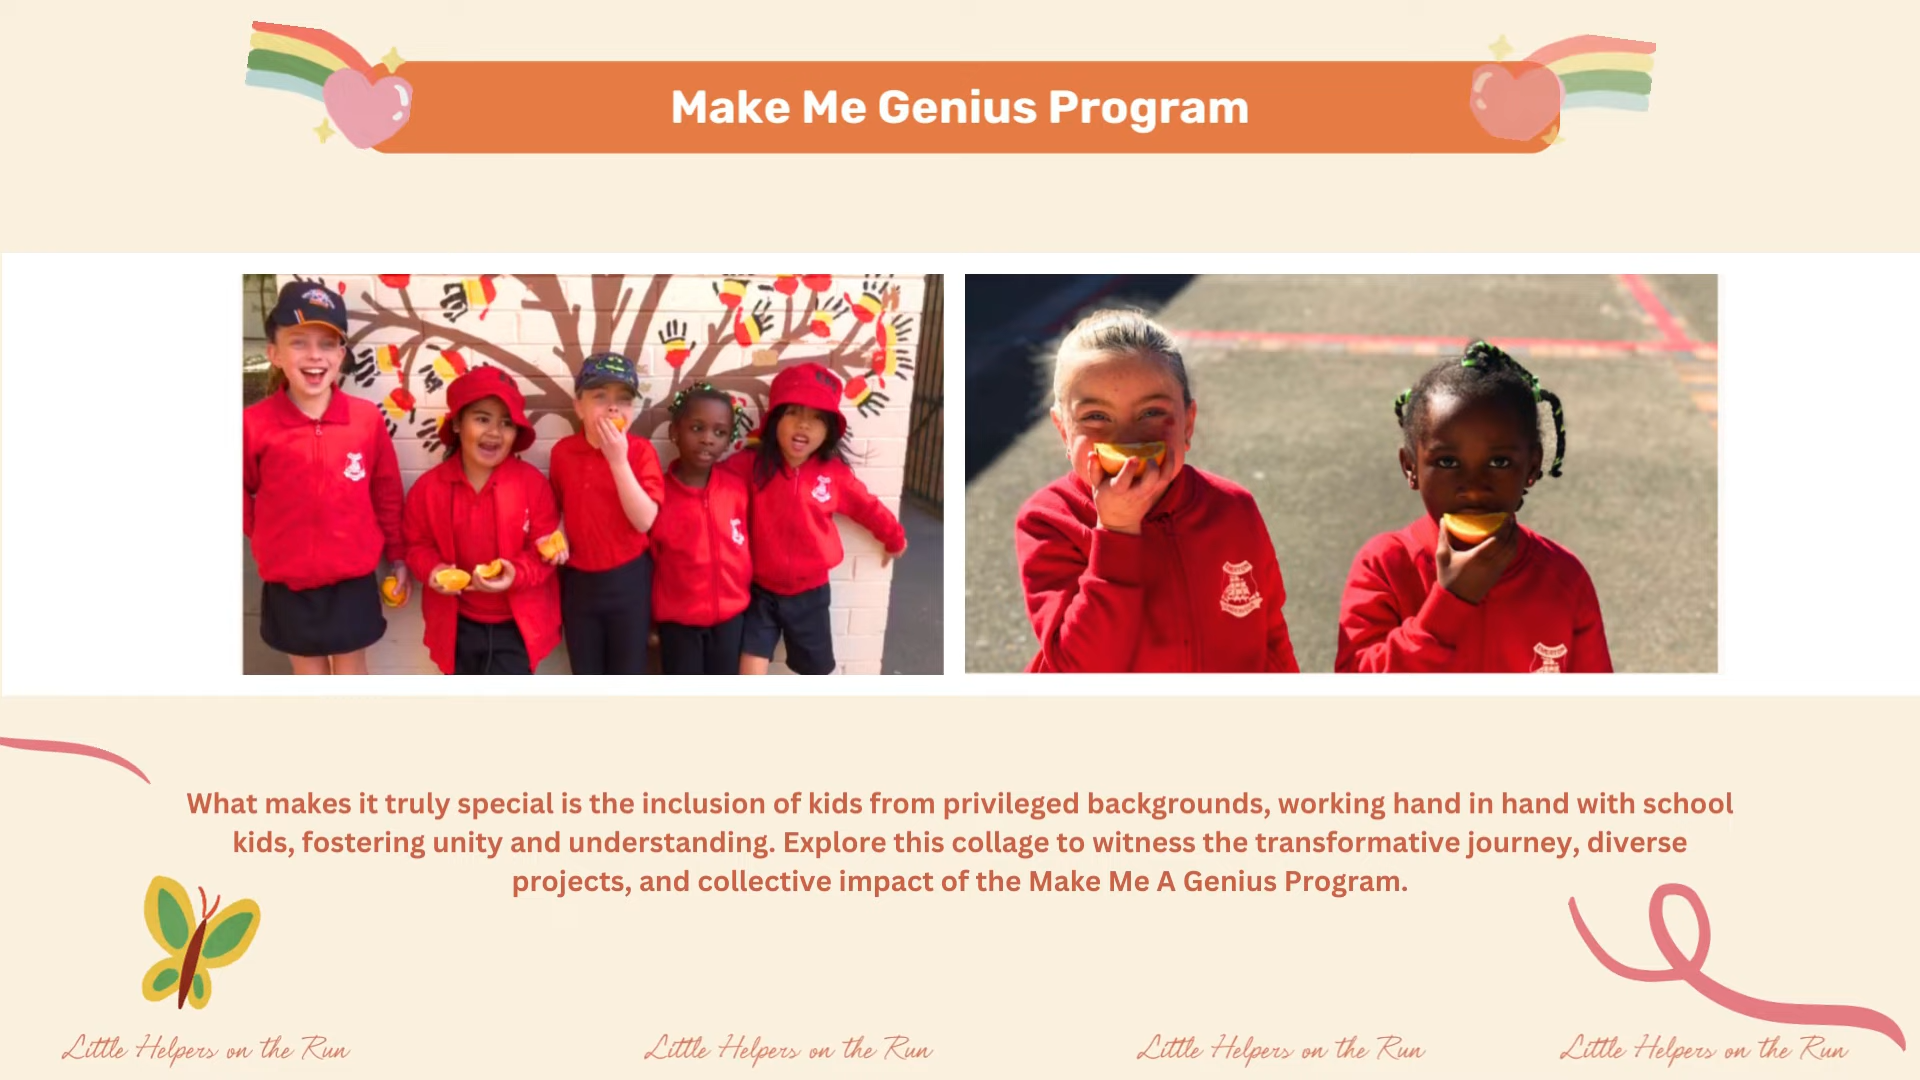 Make Me Genius Program
What makes it truly special is the inclusion of kids from privileged backgrounds, working hand in hand with school
kids, fostering unity and understanding. Explore this collage to witness the transformative journey, diverse
projects, and collective impact of the Make Me A Genius Program.
Little Helpers on the Run
Little Helpers on the Run
Little Helpers on the Run
Little Helpers on the Run